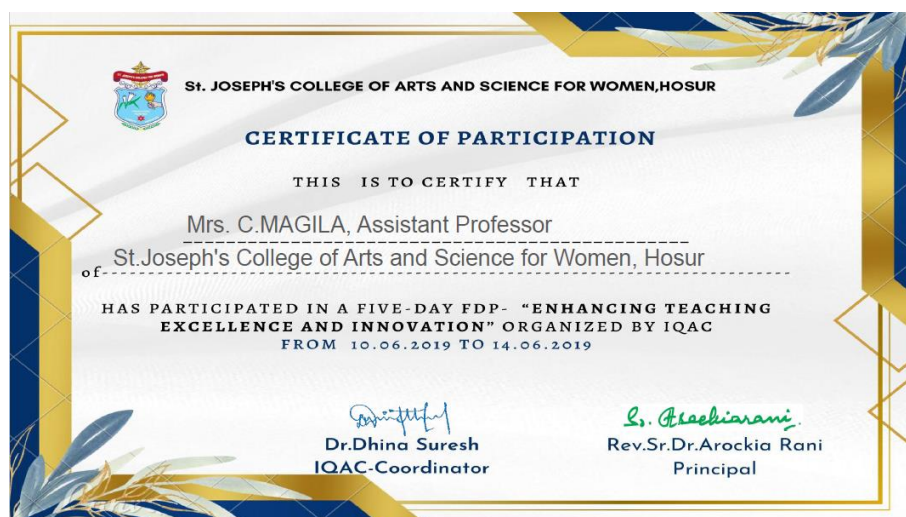 St. JOSEPH'S COLLEGE OF ARTS AND SCIENCE FOR WOMEN,HOSUR
CERTIFICATE OF PARTICIPATION
THIS IS TO CERTIFY THAT
Mrs. C.MAGILA, Assistant Professor
of St.Joseph's College of Arts and Science for Women, Hosur
HAS PARTICIPATED IN A FIVE-DAY FDP- “ENHANCING TEACHING
EXCELLENCE AND INNOVATION” ORGANIZED BY IQAC
FROM 10.06.2019 TO 14.06.2019
Sr. Arockiarani
Dr.Dhina Suresh
Rev.Sr.Dr.Arockia Rani
IQAC-Coordinator
Principal